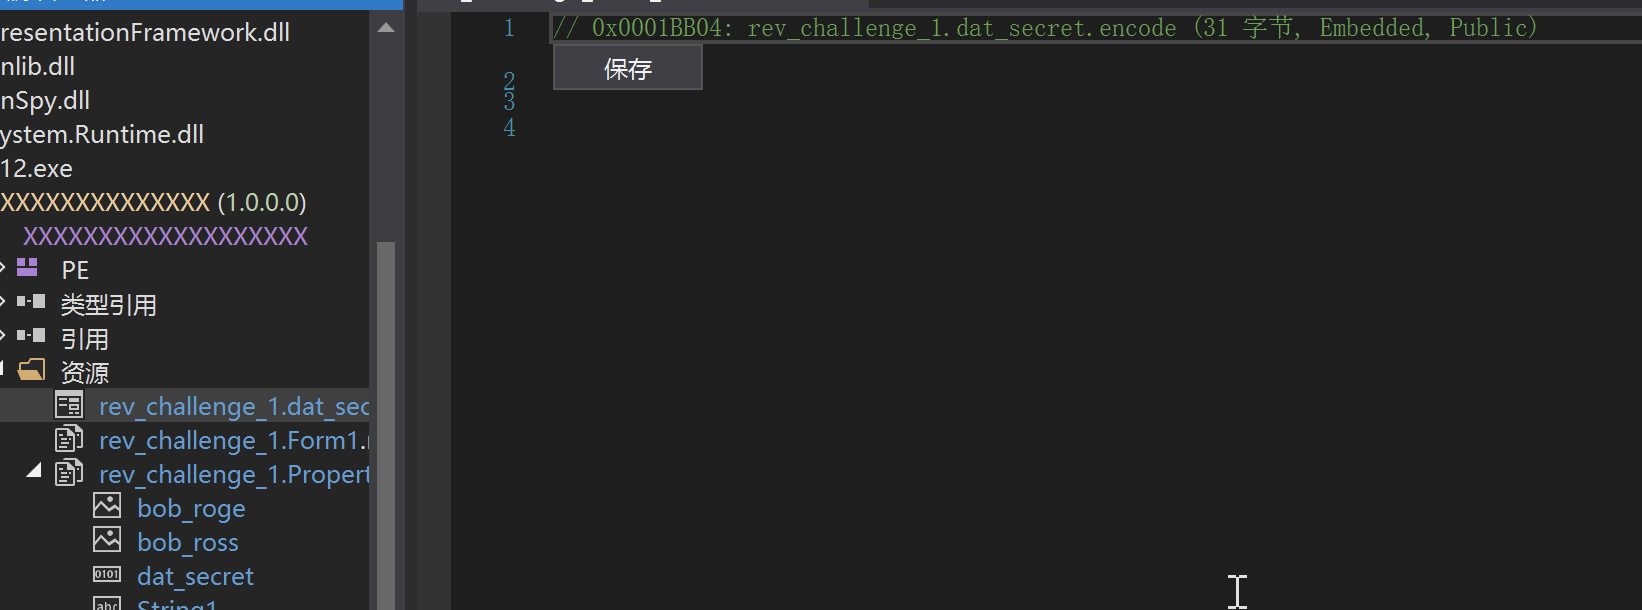 resentationFramework.dll
nlib.dll
nSpy.dll
ystem.Runtime.dll
12.exe
XXXXXXXXXXXXXX (1.0.0.0)
XXXXXXXXXXXXXXXXXXX
PE
类型引用
引用
资源
rev_challenge_1.dat_sec
rev_challenge_1.Form1.
rev_challenge_1.Propert
bob_roge
bob_ross
dat_secret
String1
1 // 0x0001BB04: rev_challenge_1.dat_secret.encode (31 字节, Embedded, Public)
保存
2
3
4